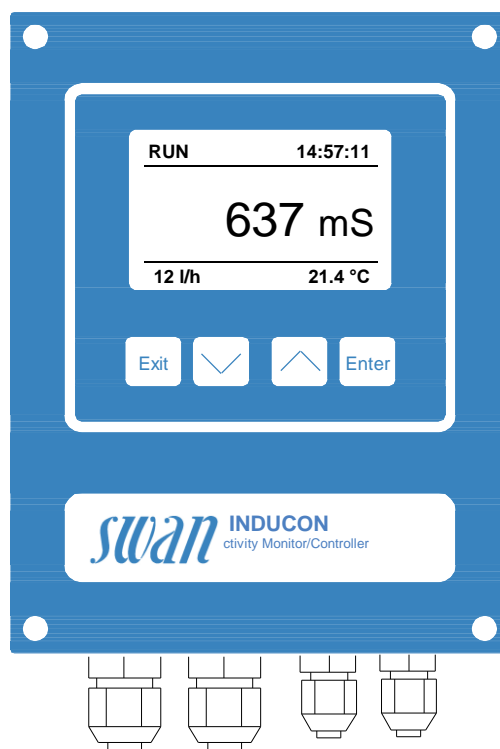 RUN 14:57:11
637 mS
12 l/h 21.4 °C
Exit Enter
swan INDUCON
ctivity Monitor/Controller